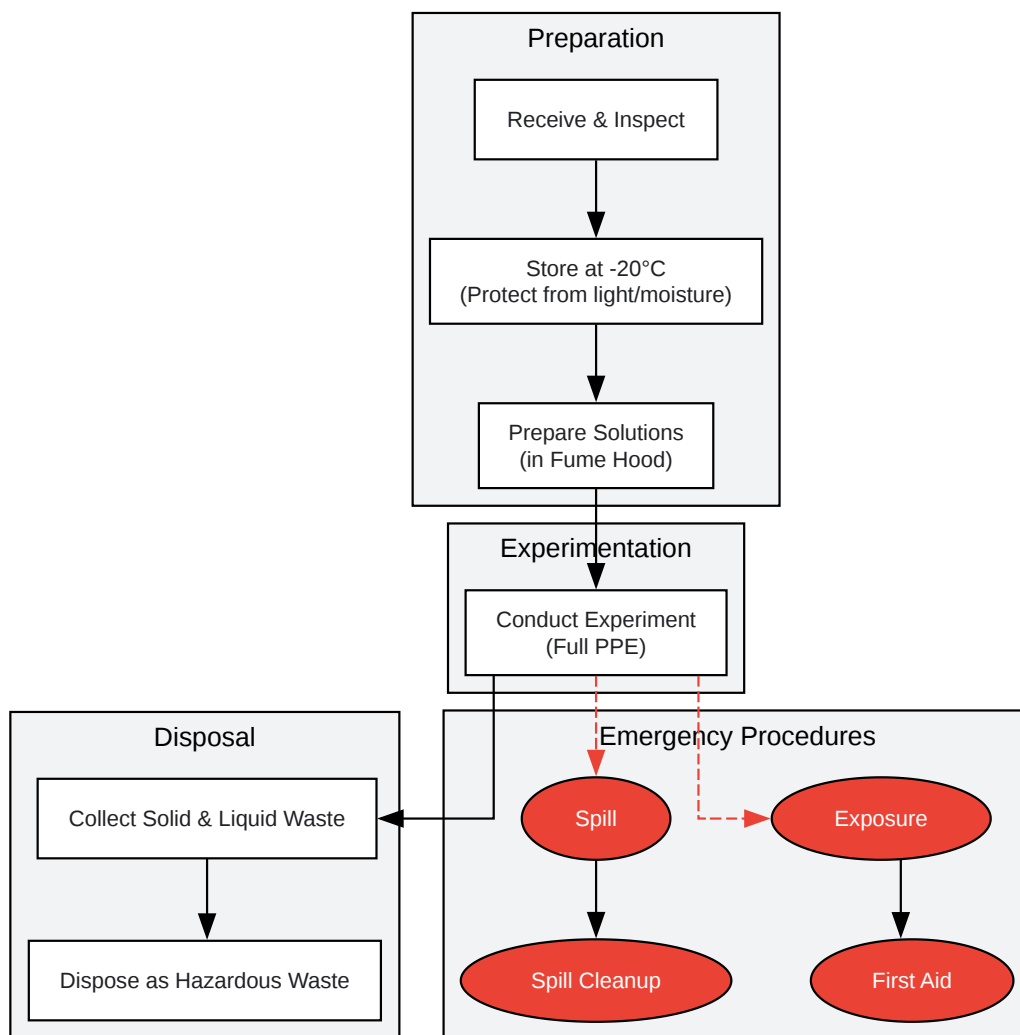 Preparation
Receive & Inspect
Store at -20°C
(Protect from light/moisture)
Prepare Solutions
(in Fume Hood)
Experimentation
Conduct Experiment
(Full PPE)
Disposal
Collect Solid & Liquid Waste
Dispose as Hazardous Waste
Emergency Procedures
Spill
Exposure
Spill Cleanup
First Aid